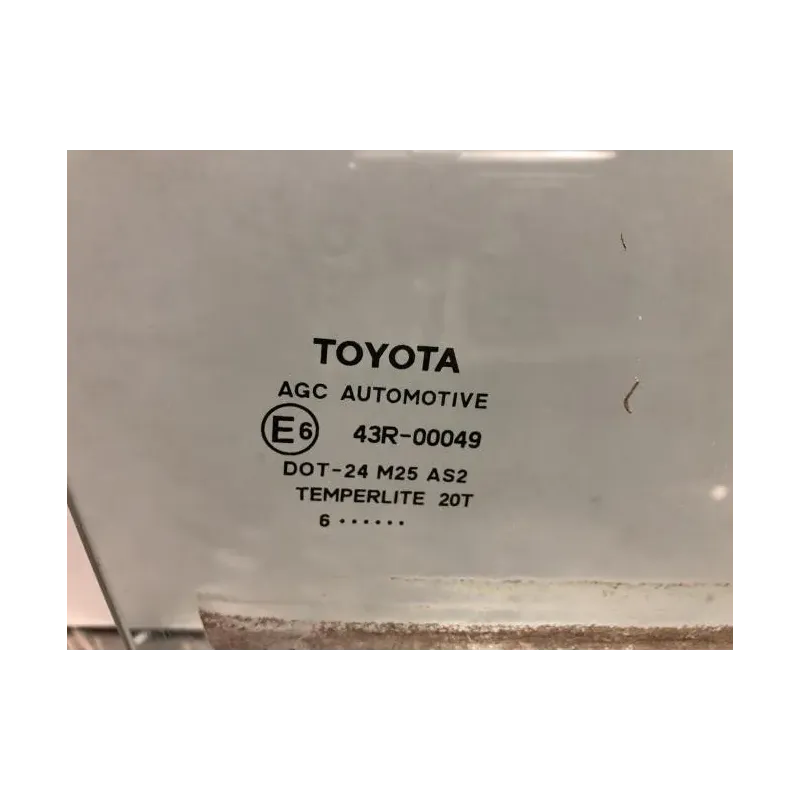 TOYOTA
AGC AUTOMOTIVE
E6 43R-00049
DOT-24 M25 AS2
TEMPERLITE 20T
6 ······